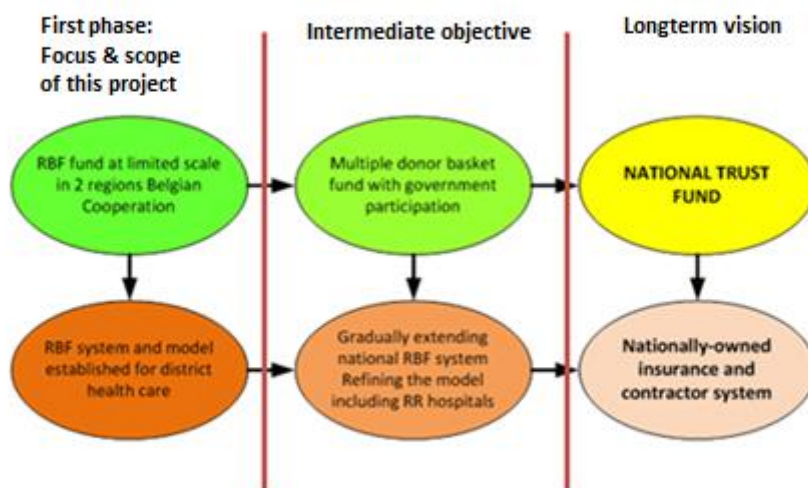 First phase:
Focus & scope
of this project
Intermediate objective
Longterm vision
RBF fund at limited scale
in 2 regions Belgian
Cooperation
Multiple donor basket
fund with government
participation
NATIONAL TRUST
FUND
RBF system and model
established for district
health care
Gradually extending
national RBF system
Refining the model
including RR hospitals
Nationally-owned
insurance and
contractor system